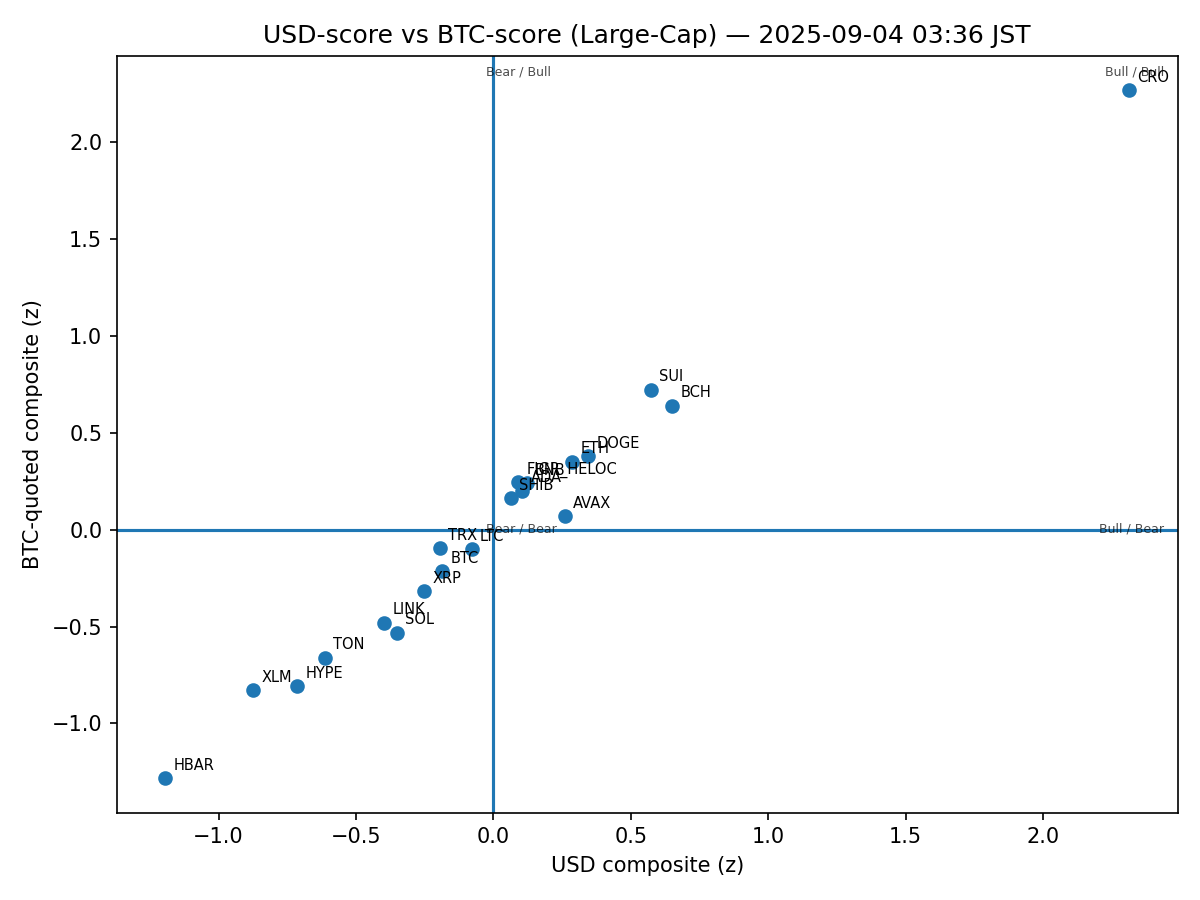 USD-score vs BTC-score (Large-Cap) — 2025-09-04 03:36 JST
Bear / Bull
Bull / Bull
CRO
SUI
BCH
DOGE
ETH
FIGR_HELOC
BNB
ADA
SHIB
AVAX
Bear / Bear
Bull / Bear
TRX
LTC
BTC
XRP
LINK
SOL
TON
HYPE
XLM
HBAR
2.0
1.5
1.0
0.5
0.0
−0.5
−1.0
BTC-quoted composite (z)
−1.0
−0.5
0.0
0.5
1.0
1.5
2.0
USD composite (z)